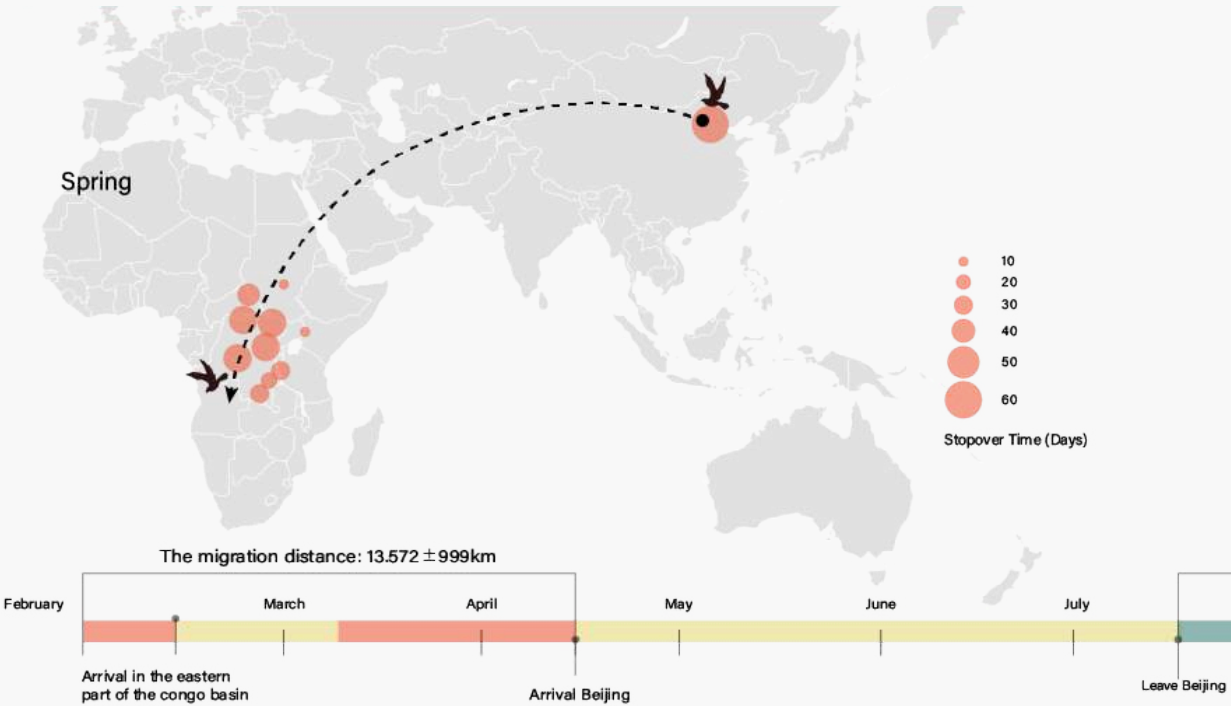 Spring
10
20
30
40
50
60
Stopover Time (Days)
The migration distance: 13.572 ±999km
February
March
April
May
June
July
Arrival in the eastern
part of the congo basin
Arrival Beijing
Leave Beijing